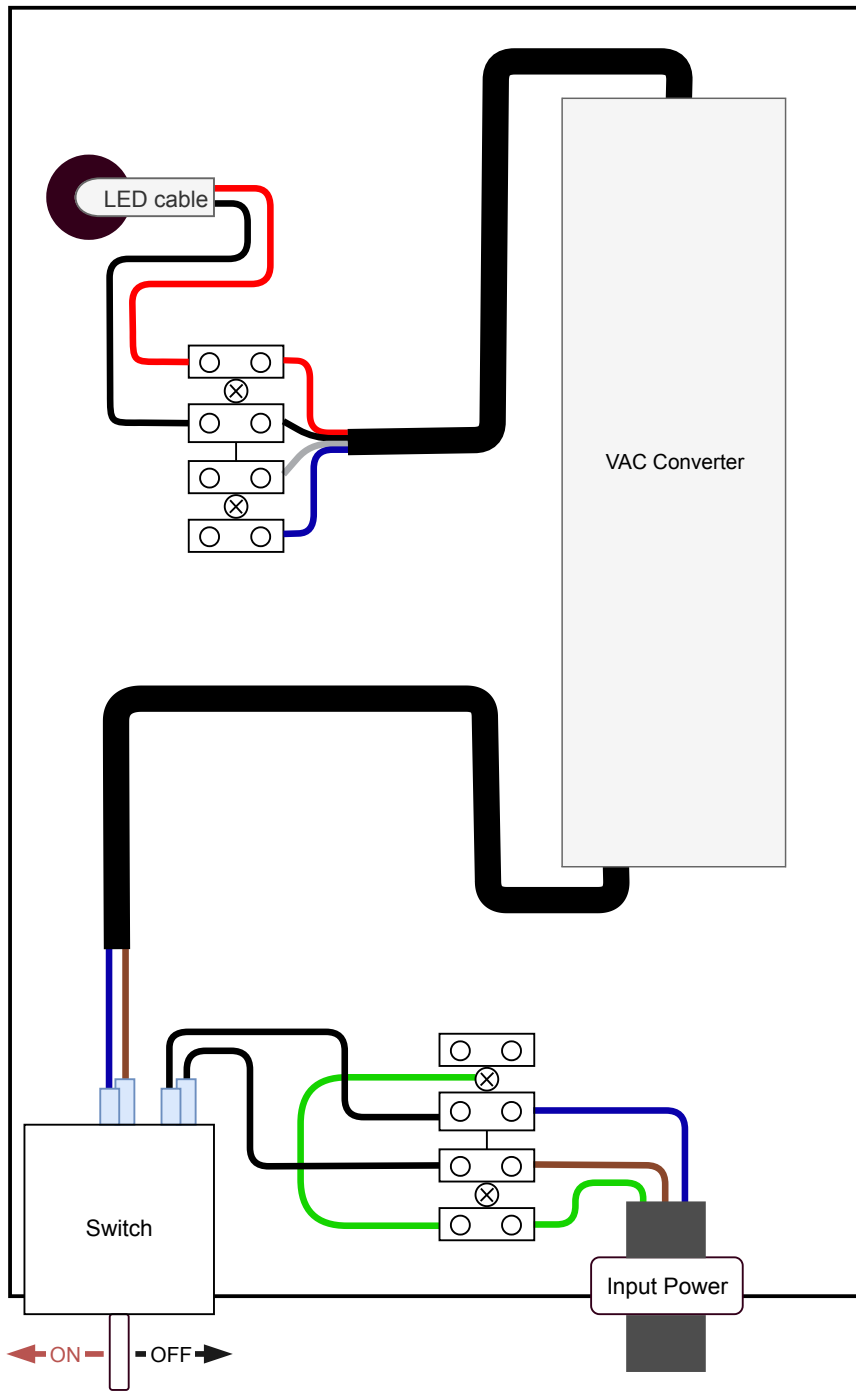 LED cable
VAC Converter
Switch
Input Power
ON
OFF